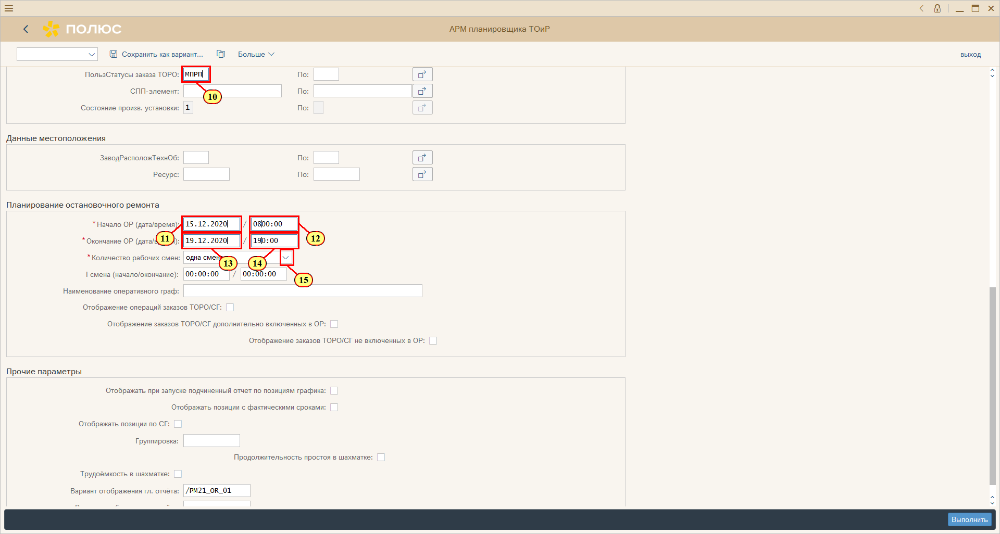 ПОЛЮС
АРМ планировщика ТОиР
Сохранить как вариант...
Больше
выход
ПользСтатусы заказа ТОРО: МПРП По:
10
СПП-элемент: По:
Состояние произв. установки: 1 По:
Данные местоположения
ЗаводРасположТехнОб: По:
Ресурс: По:
Планирование остановочного ремонта
*Начало ОР (дата/время): 15.12.2020 / 0800:00
11
12
*Окончание ОР (дата/ ): 19.12.2020 / 190:00
*Количество рабочих смен: одна смен
13
14
15
I смена (начало/окончание): 00:00:00 / 00:00:00
Наименование оперативного граф:
Отображение операций заказов ТОРО/СГ:
Отображение заказов ТОРО/СГ дополнительно включенных в ОР:
Отображение заказов ТОРО/СГ не включенных в ОР:
Прочие параметры
Отображать при запуске подчиненный отчет по позициям графика:
Отображать позиции с фактическими сроками:
Отображать позиции по СГ:
Группировка:
Продолжительность простоя в шахматке:
Трудоёмкость в шахматке:
Вариант отображения гл. отчёта: /PM21_OR_01
Выполнить